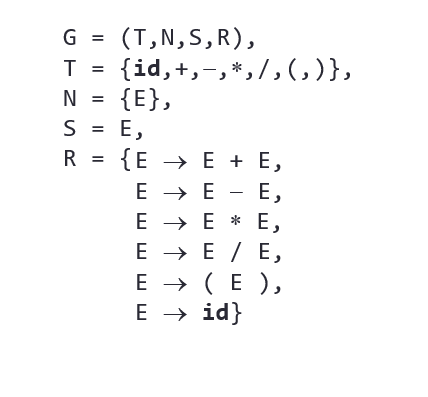 G = (T,N,S,R),
T = {id,+,−,*,/,(,)},
N = {E},
S = E,
R = {E → E + E,
E → E − E,
E → E * E,
E → E / E,
E → ( E ),
E → id}